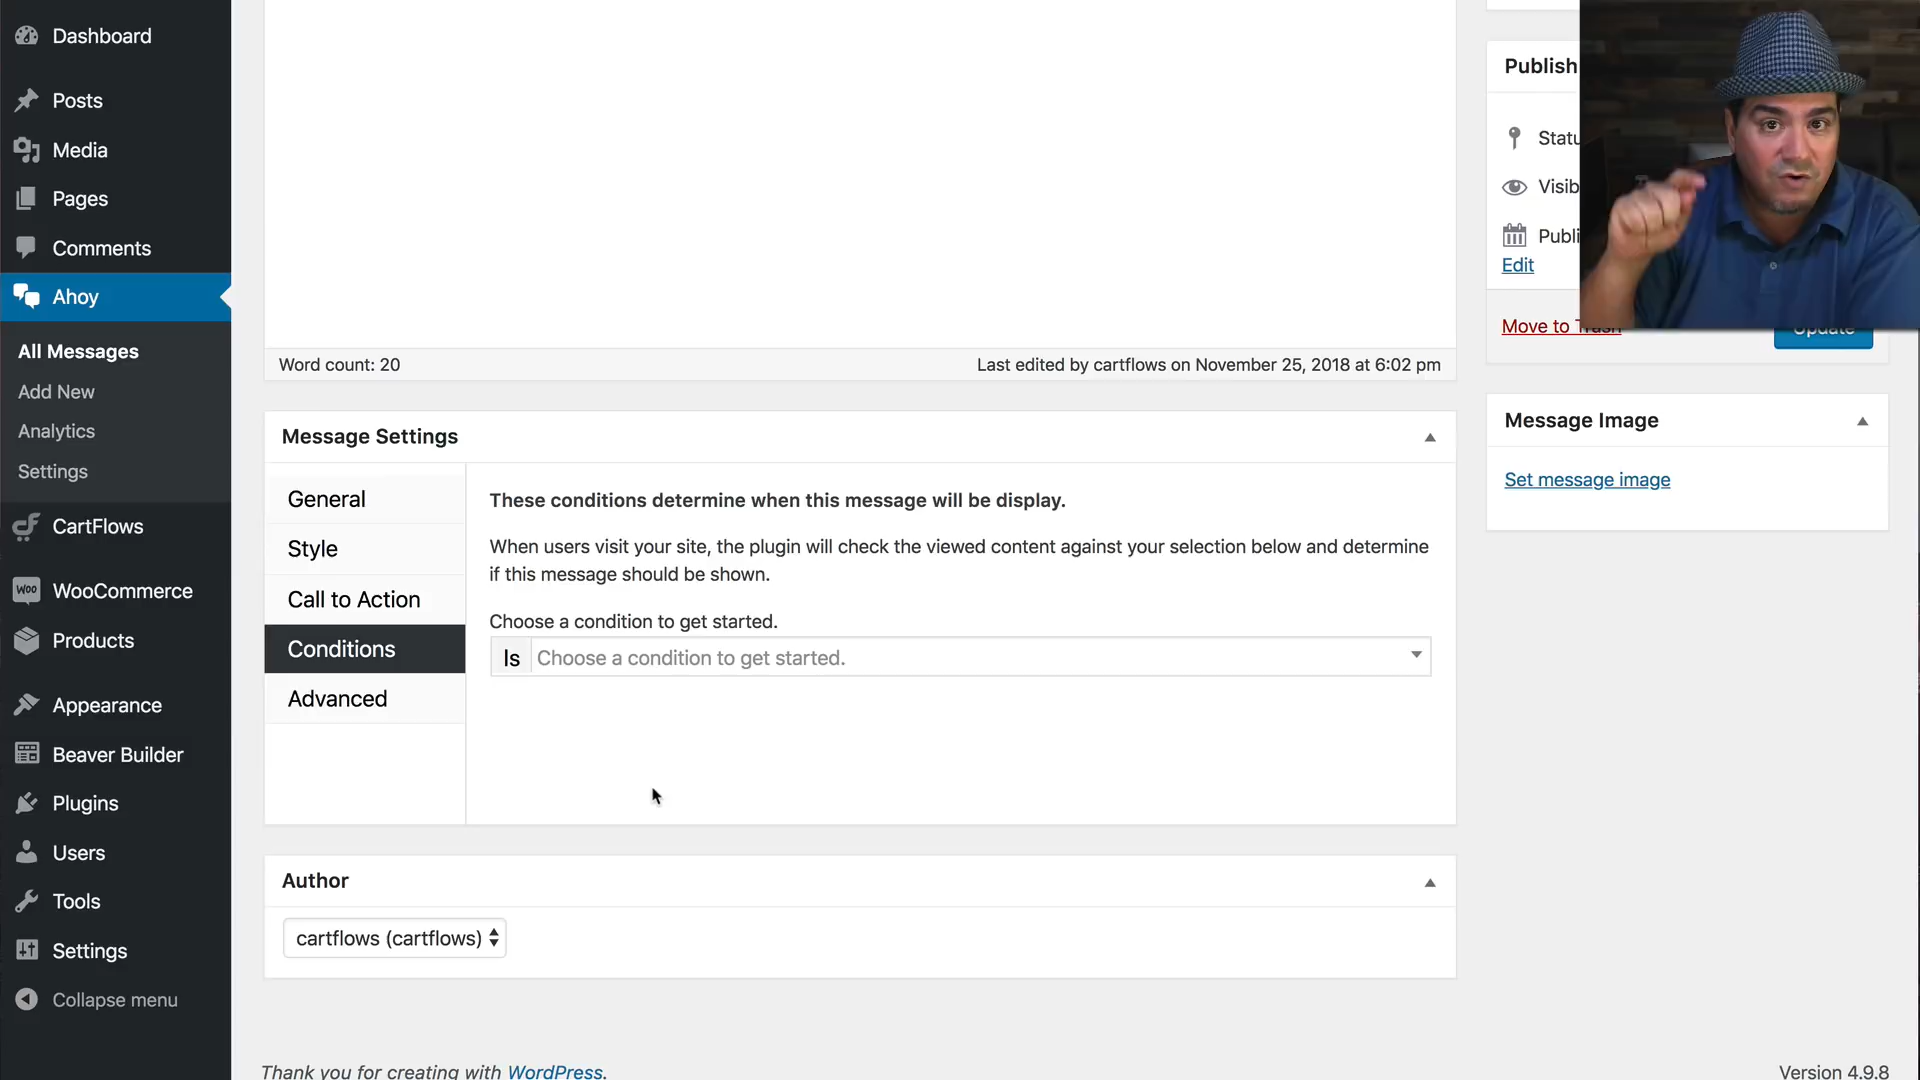 Dashboard
Posts
Media
Pages
Comments
Ahoy
All Messages
Add New
Analytics
Settings
CartFlows
WOO
WooCommerce
Products
Appearance
Beaver Builder
Plugins
Users
Tools
Settings
Collapse menu
Word count: 20
Last edited by cartflows on November 25, 2018 at 6:02 pm
Message Settings
General
Style
Call to Action
Conditions
Advanced
These conditions determine when this message will be display.
When users visit your site, the plugin will check the viewed content against your selection below and determine
if this message should be shown.
Choose a condition to get started.
Is
Choose a condition to get started.
Author
cartflows (cartflows)
Thank you for creating with WordPress.
Publish
Statu
Visib
Publi
Edit
Move to Trash
Update
Message Image
Set message image
Version 4.9.8